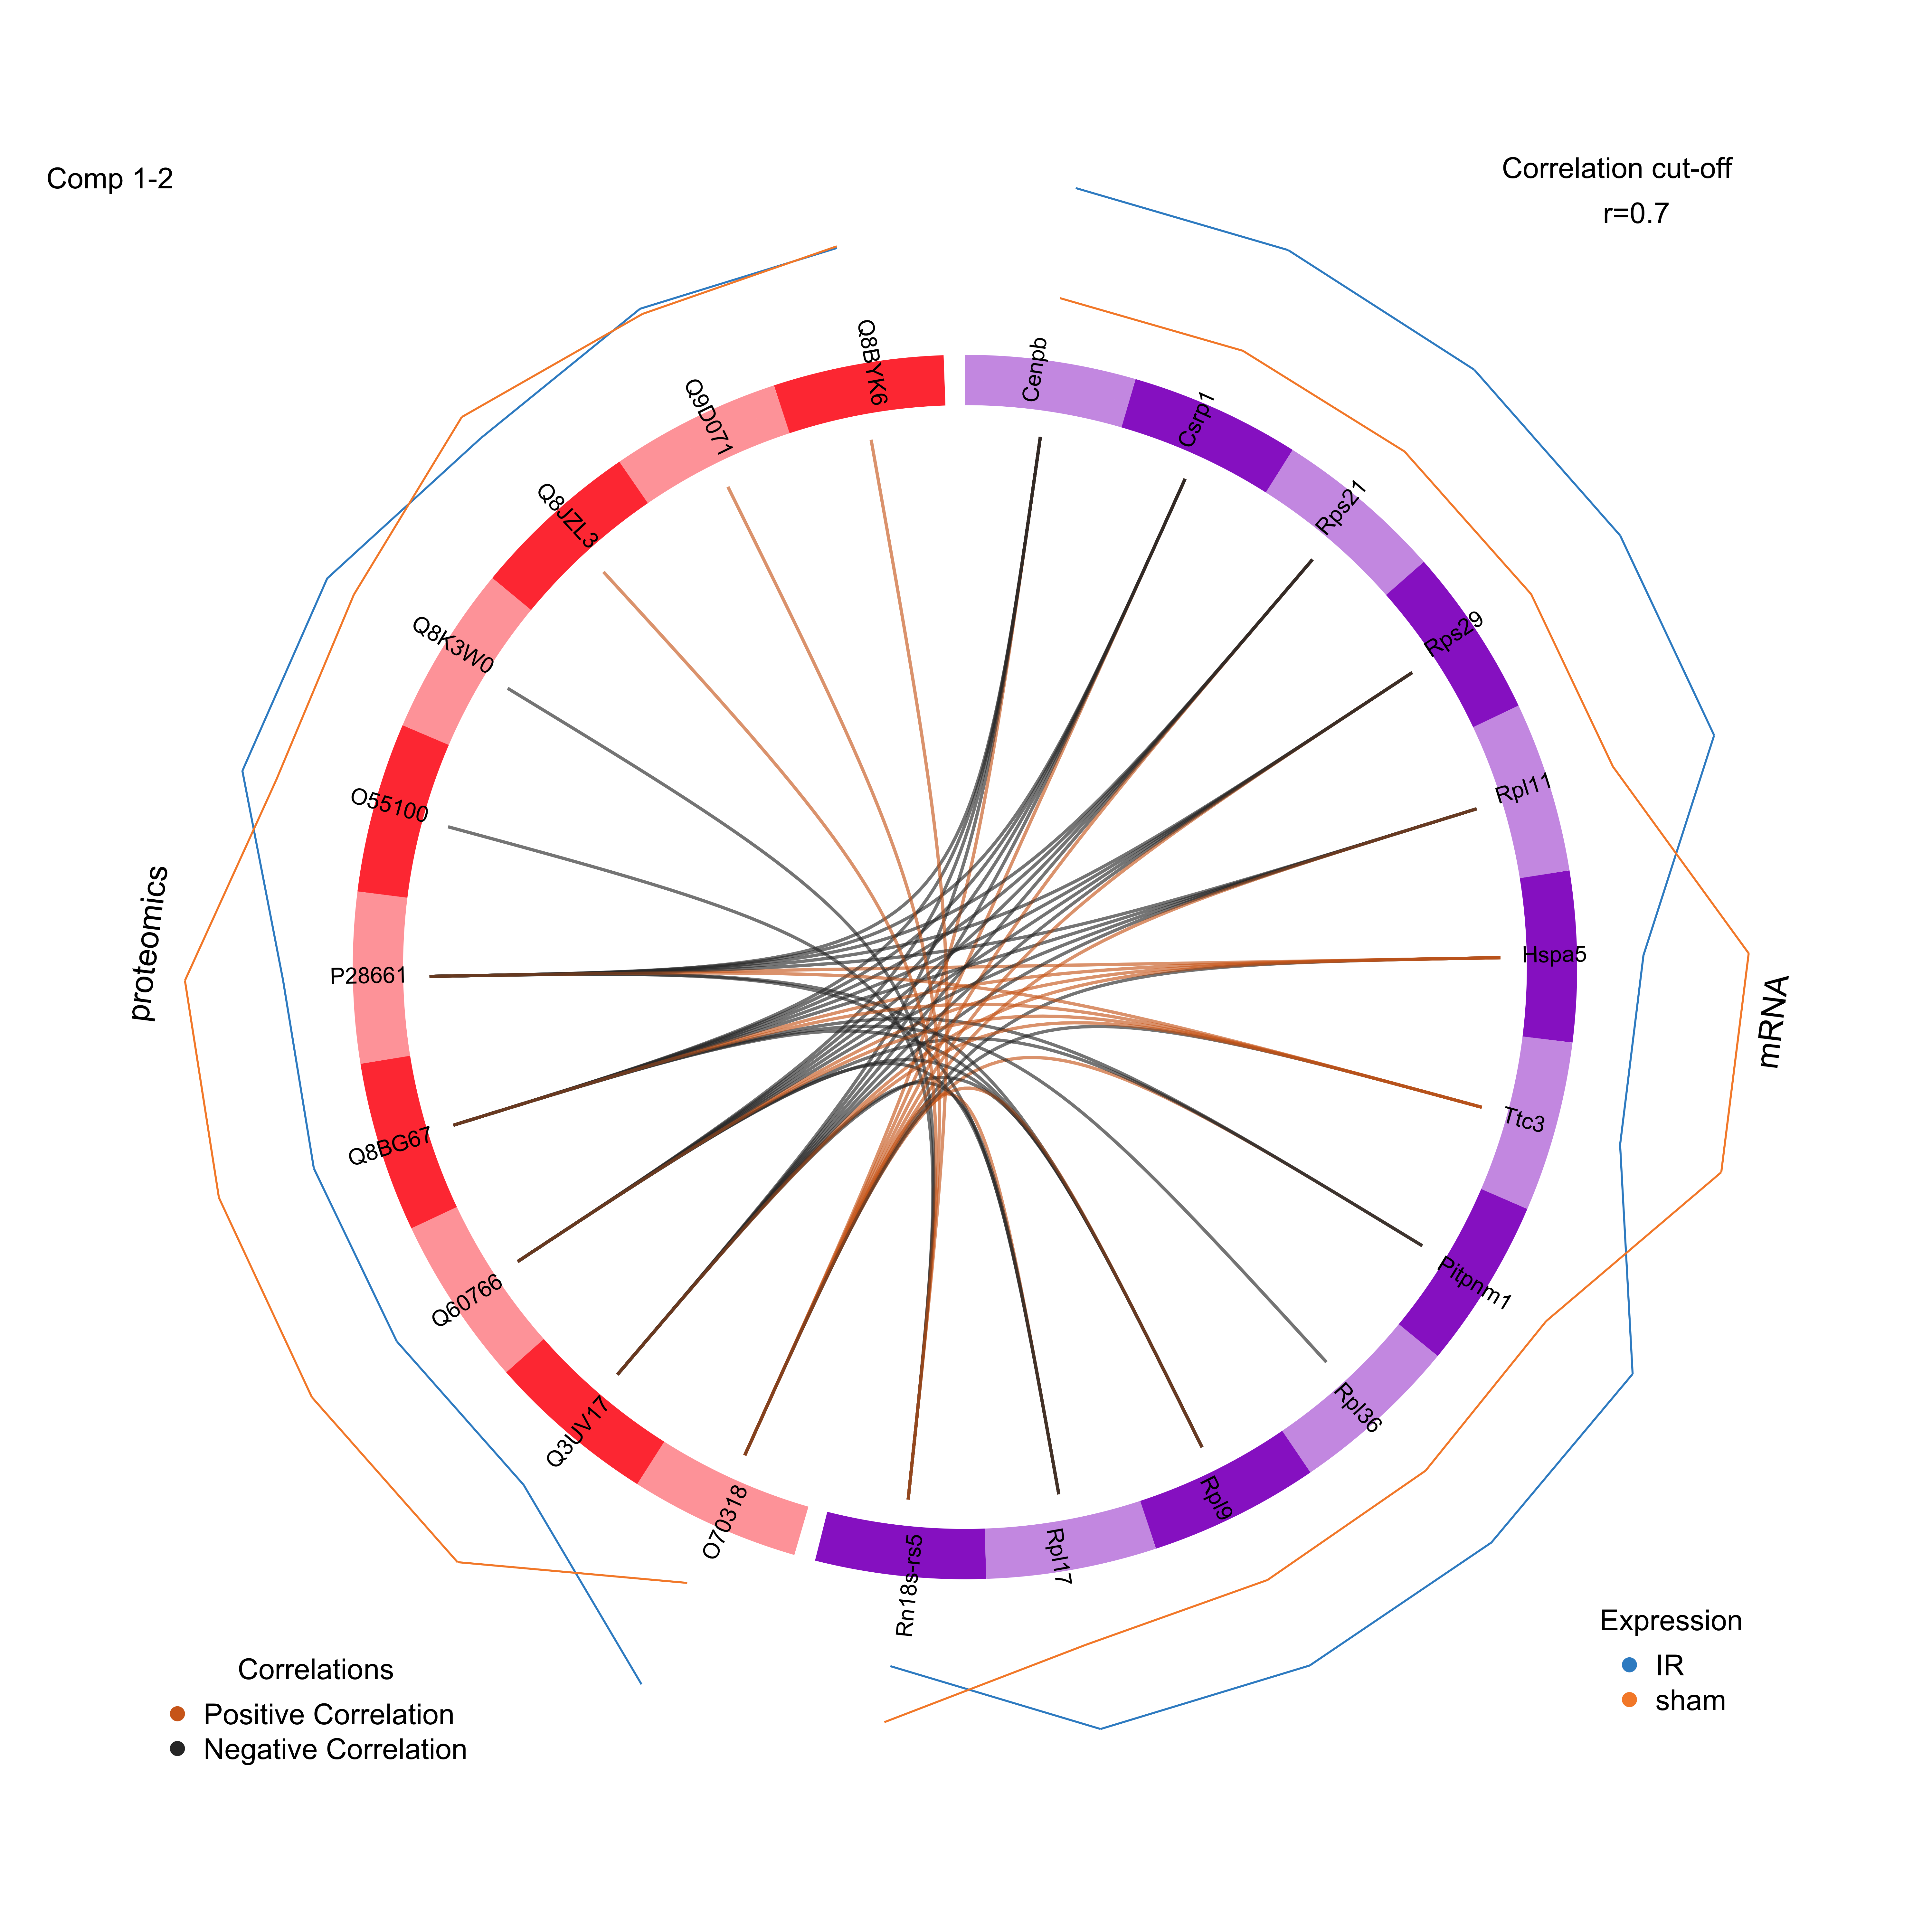 Comp 1-2
Correlation cut-off
r=0.7
Cenpb
Csrp1
Rps21
Rps29
Rpl11
Hspa5
Ttc3
Pitpnm1
Rpl36
Rpl9
Rpl17
Rn18s-rs5
O70318
Q3UV17
Q60766
Q8BG67
P28661
O55100
Q8K3W0
Q8JZL3
Q9D071
Q8BYK6
proteomics
mRNA
Correlations
Positive Correlation
Negative Correlation
Expression
IR
sham